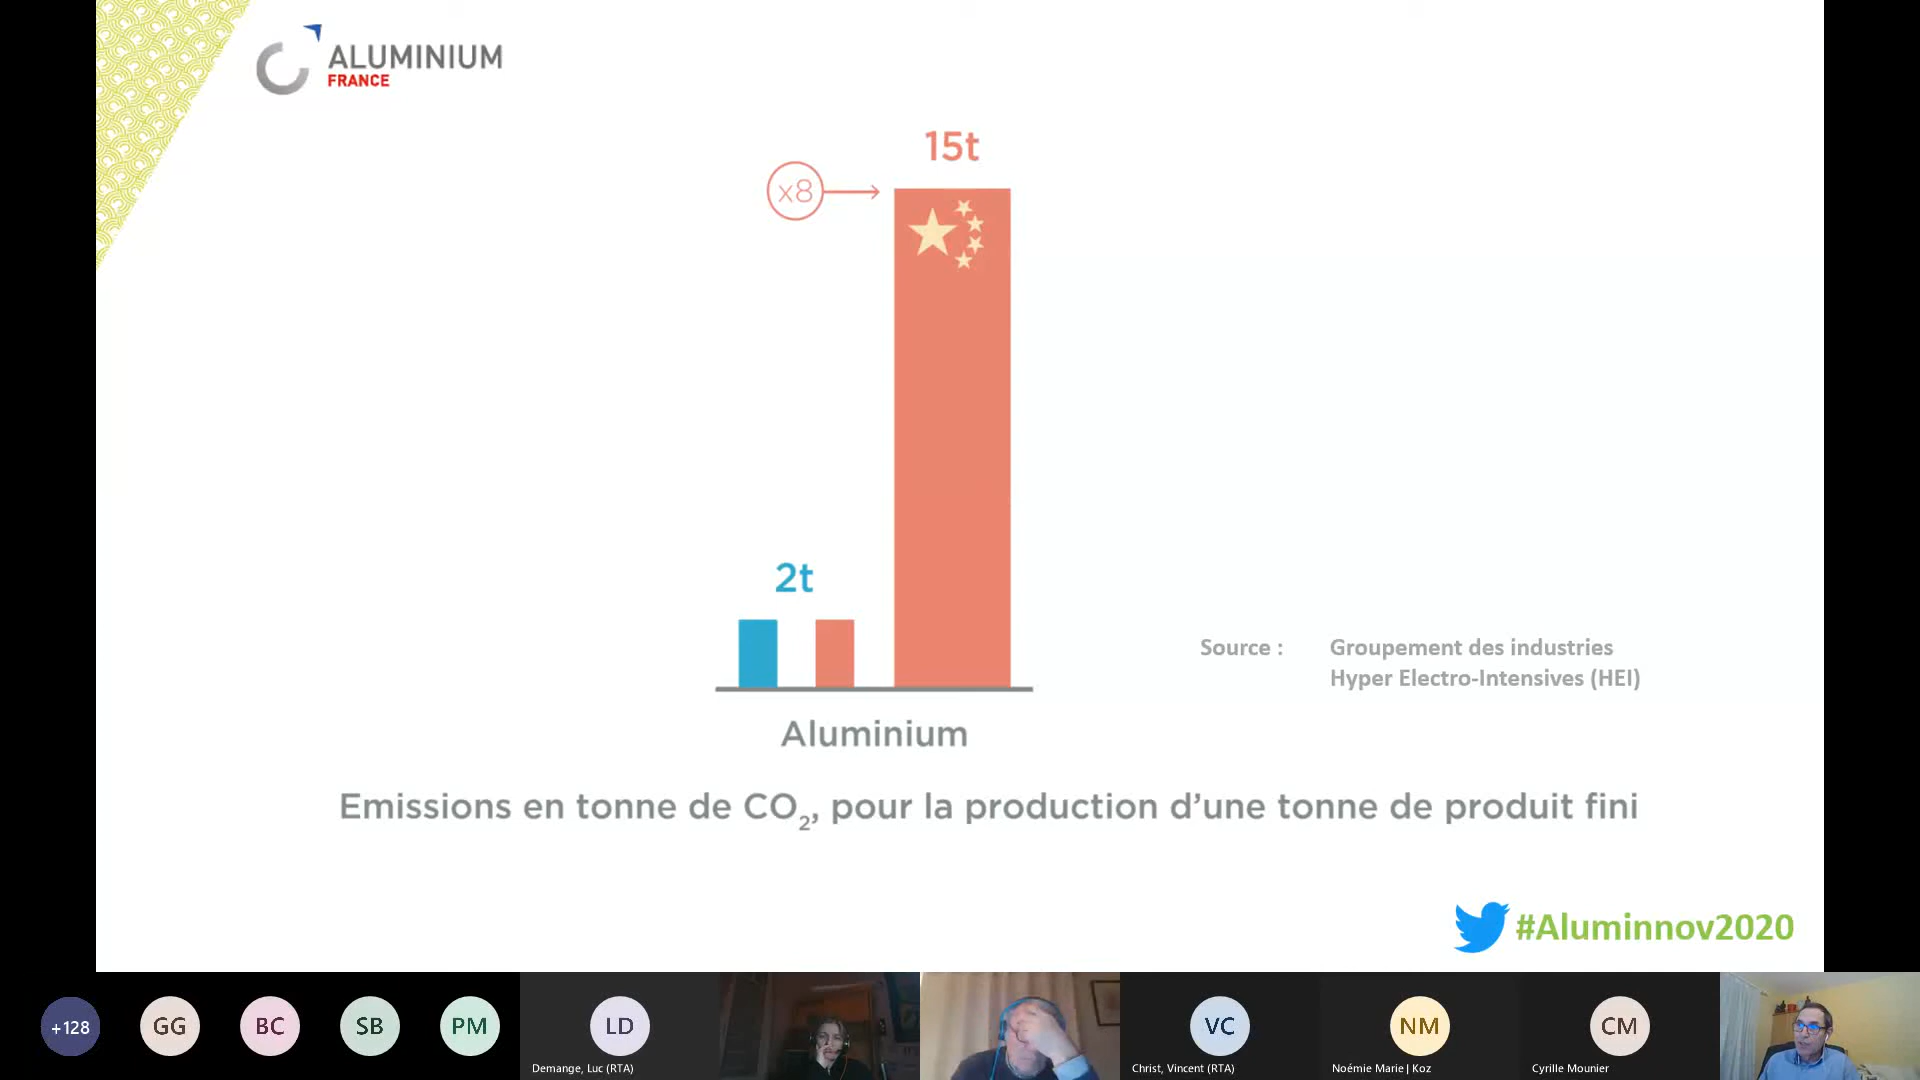 ALUMINIUM
FRANCE
15t
x8
2t
Source : Groupement des industries
Hyper Electro-Intensives (HEI)
Aluminium
Emissions en tonne de CO2, pour la production d’une tonne de produit fini
#Aluminnov2020
+128
GG
BC
SB
PM
LD
Demange, Luc (RTA)
VC
Christ, Vincent (RTA)
NM
Noémie Marie | Koz
CM
Cyrille Mounier